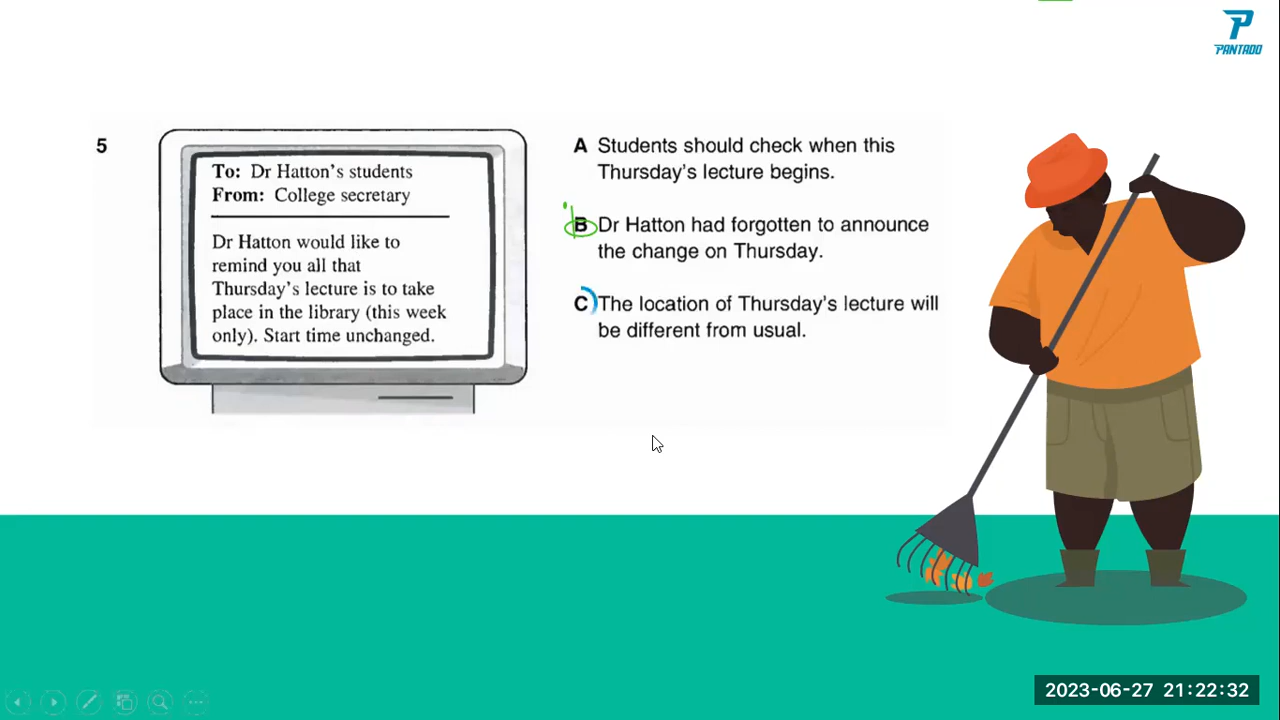 PANTADO
5
To: Dr Hatton's students
From: College secretary
Dr Hatton would like to
remind you all that
Thursday's lecture is to take
place in the library (this week
only). Start time unchanged.
A Students should check when this
Thursday's lecture begins.
B Dr Hatton had forgotten to announce
the change on Thursday.
C The location of Thursday's lecture will
be different from usual.
2023-06-27 21:22:32